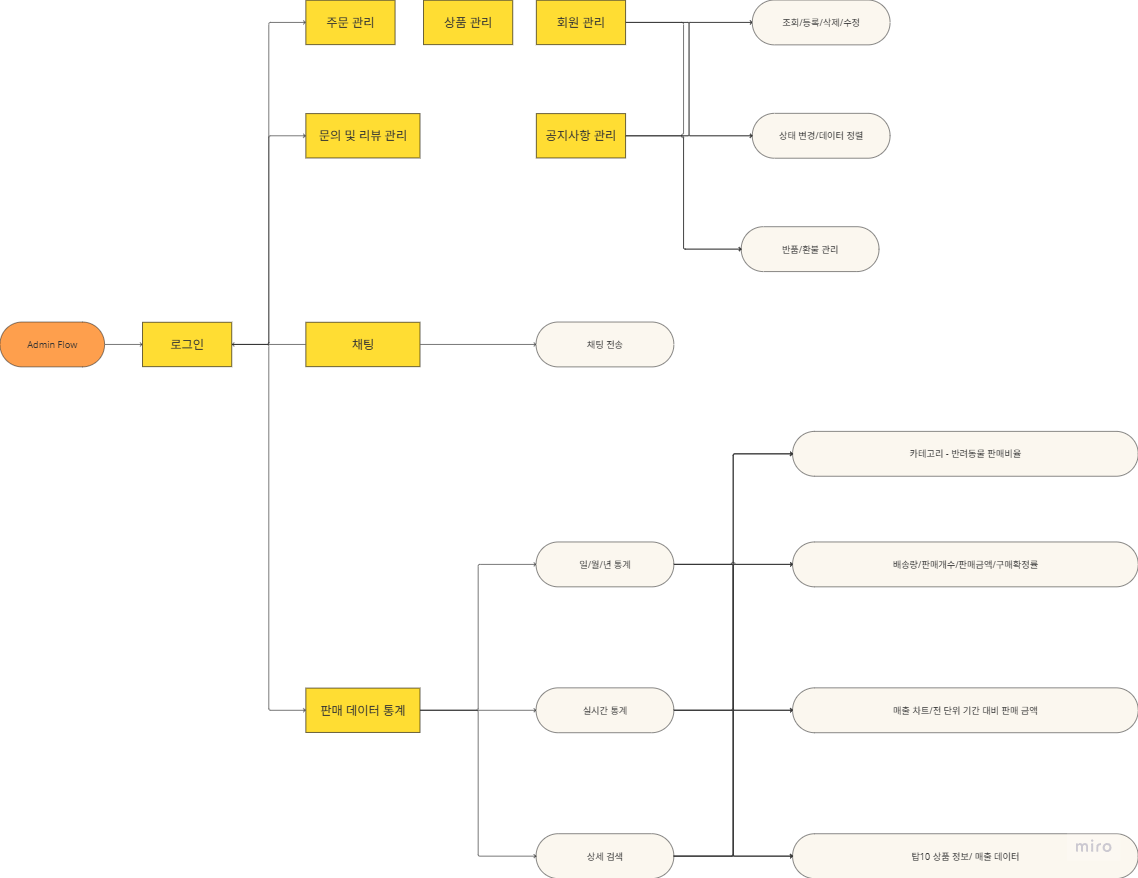 주문 관리
상품 관리
회원 관리
조회/등록/삭제/수정
문의 및 리뷰 관리
공지사항 관리
상태 변경/데이터 정렬
반품/환불 관리
Admin Flow
로그인
채팅
채팅 전송
카테고리 - 반려동물 판매비율
일/월/년 통계
배송량/판매개수/판매금액/구매확정률
판매 데이터 통계
실시간 통계
매출 차트/전 단위 기간 대비 판매 금액
상세 검색
탑10 상품 정보/ 매출 데이터
miro